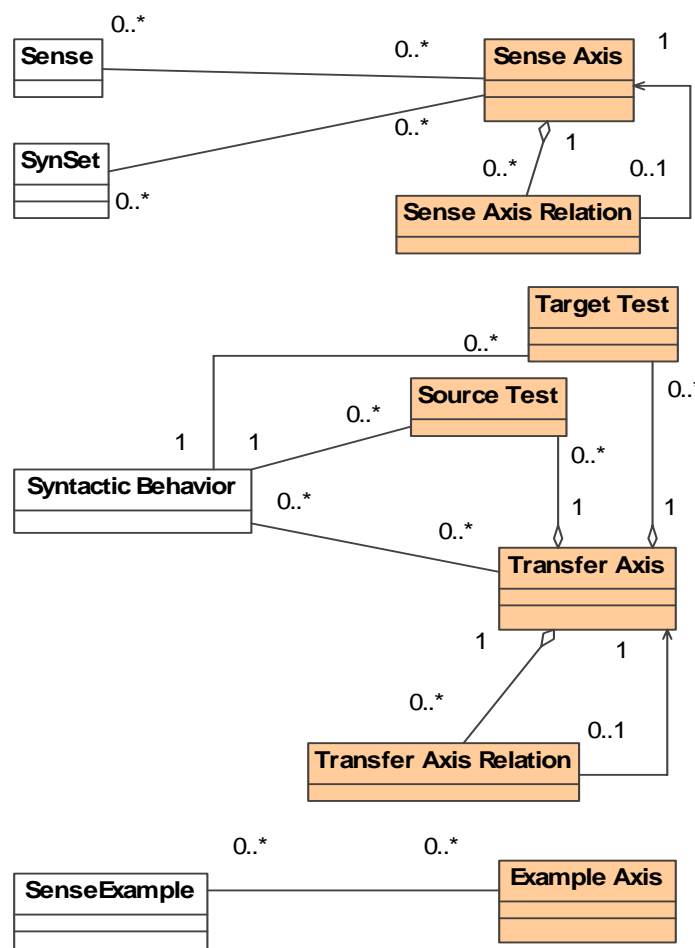 0..*
Sense
0..*
Sense Axis
1
SynSet
0..*
0..*
0..*
1
0..1
Sense Axis Relation
Target Test
0..*
Source Test
0..*
0..*
1
1
0..*
Syntactic Behavior
0..*
0..*
1
1
Transfer Axis
1
1
0..*
0..1
Transfer Axis Relation
0..*
0..*
SenseExample
Example Axis